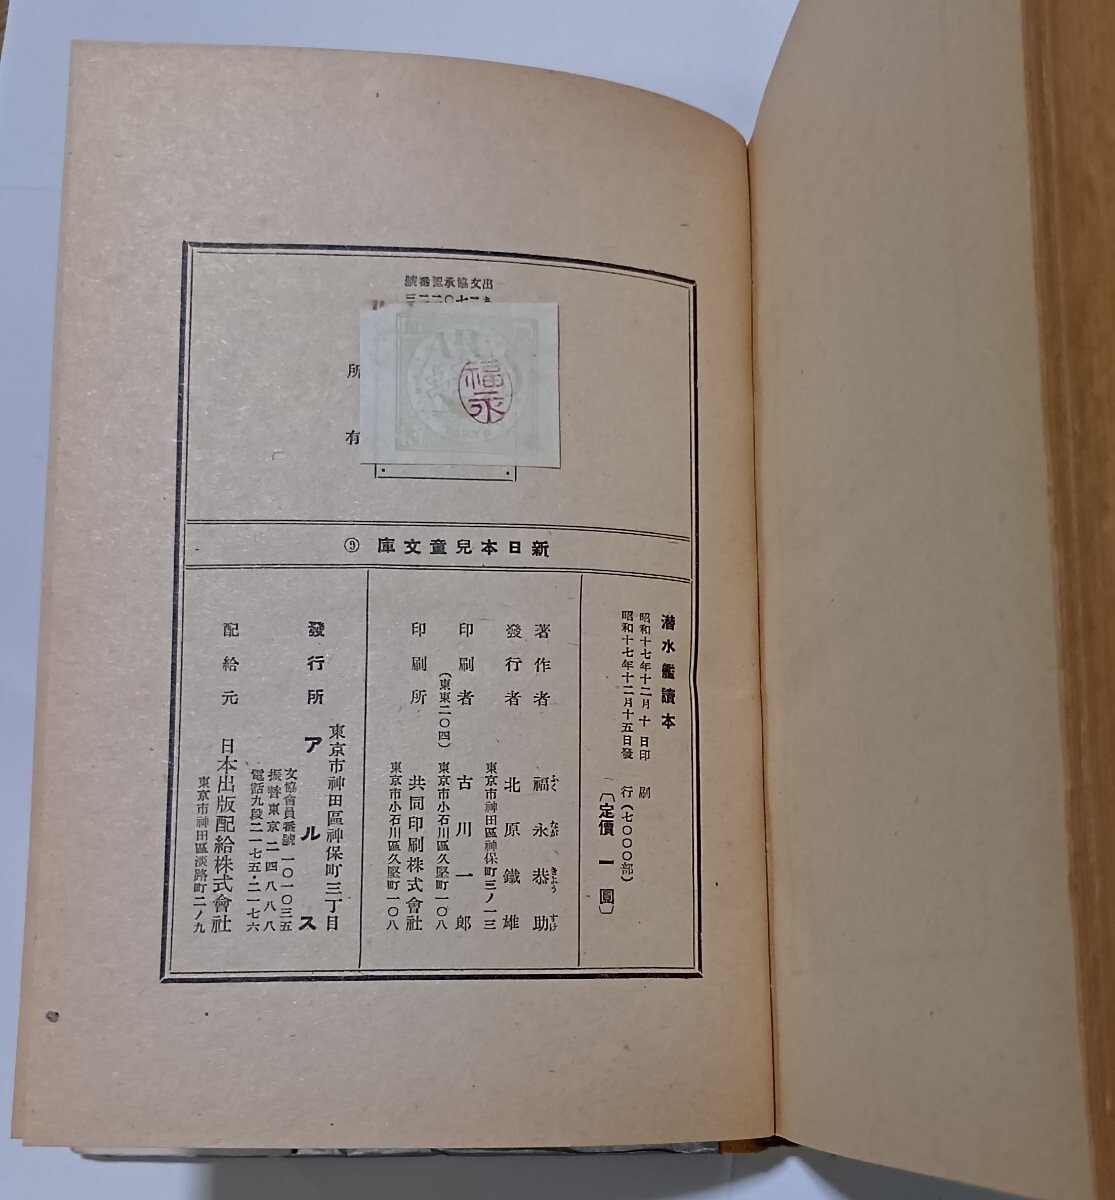 出文協承認番號
福永
所
有
新日本兒童文庫 ⑨
潜水艦讀本
昭和十七年十二月十日印刷
昭和十七年十二月十五日發行(七〇〇〇部)
〔定價一圓〕
著作者 福永恭助
ふくながきようすけ
發行者 北原鐵雄
東京市神田區神保町三ノ一三
印刷者 古川一郎
(東東二〇四) 東京市小石川區久堅町一〇八
印刷所 共同印刷株式會社
東京市小石川區久堅町一〇八
發行所 アルス
東京市神田區神保町三丁目
文協會員番號一〇一〇三五
振替東京二四八八八
電話九段二一七五・二一七六
配給元 日本出版配給株式會社
東京市神田區淡路町二ノ九